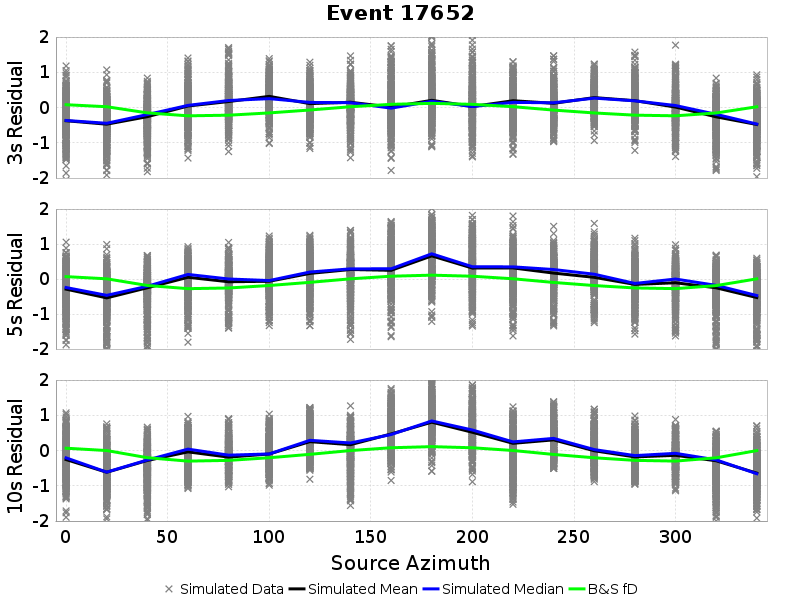 Event 17652
3s Residual
2
1
0
-1
-2
5s Residual
2
1
0
-1
-2
10s Residual
2
1
0
-1
-2
0 50 100 150 200 250 300
Source Azimuth
Simulated Data Simulated Mean Simulated Median B&S fD